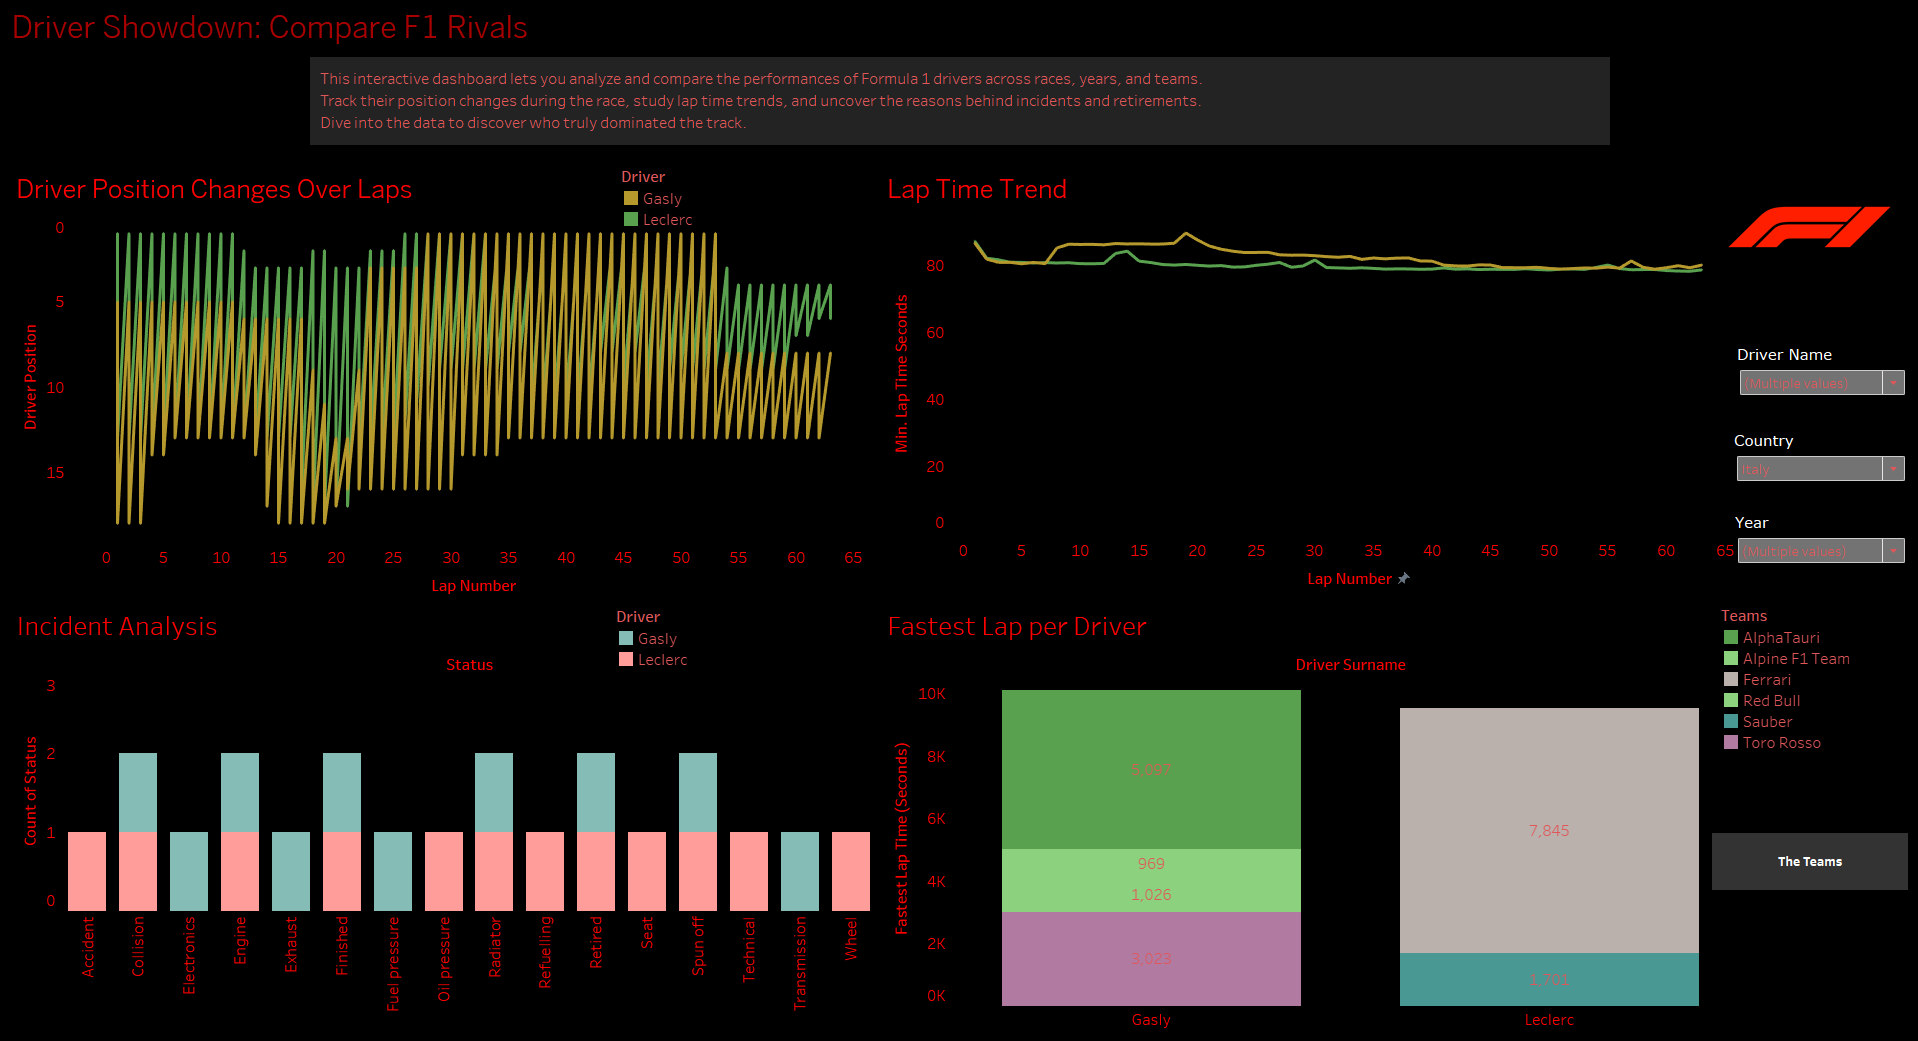 Driver Showdown: Compare F1 Rivals
This interactive dashboard lets you analyze and compare the performances of Formula 1 drivers across races, years, and teams.
Track their position changes during the race, study lap time trends, and uncover the reasons behind incidents and retirements.
Dive into the data to discover who truly dominated the track.
Driver Position Changes Over Laps
Driver
Gasly
Leclerc
Driver Position
0
5
10
15
0 5 10 15 20 25 30 35 40 45 50 55 60 65
Lap Number
Lap Time Trend
Min. Lap Time Seconds
80
60
40
20
0
0 5 10 15 20 25 30 35 40 45 50 55 60 65
Lap Number
Driver Name
(Multiple values)
Country
Italy
Year
(Multiple values)
Incident Analysis
Driver
Gasly
Leclerc
Status
Count of Status
3
2
1
0
Accident
Collision
Electronics
Engine
Exhaust
Finished
Fuel pressure
Oil pressure
Radiator
Refuelling
Retired
Seat
Spun off
Technical
Transmission
Wheel
Fastest Lap per Driver
Driver Surname
Fastest Lap Time (Seconds)
10K
8K
6K
4K
2K
0K
5,097
969
1,026
3,023
7,845
Gasly
Leclerc
Teams
AlphaTauri
Alpine F1 Team
Ferrari
Red Bull
Sauber
Toro Rosso
The Teams